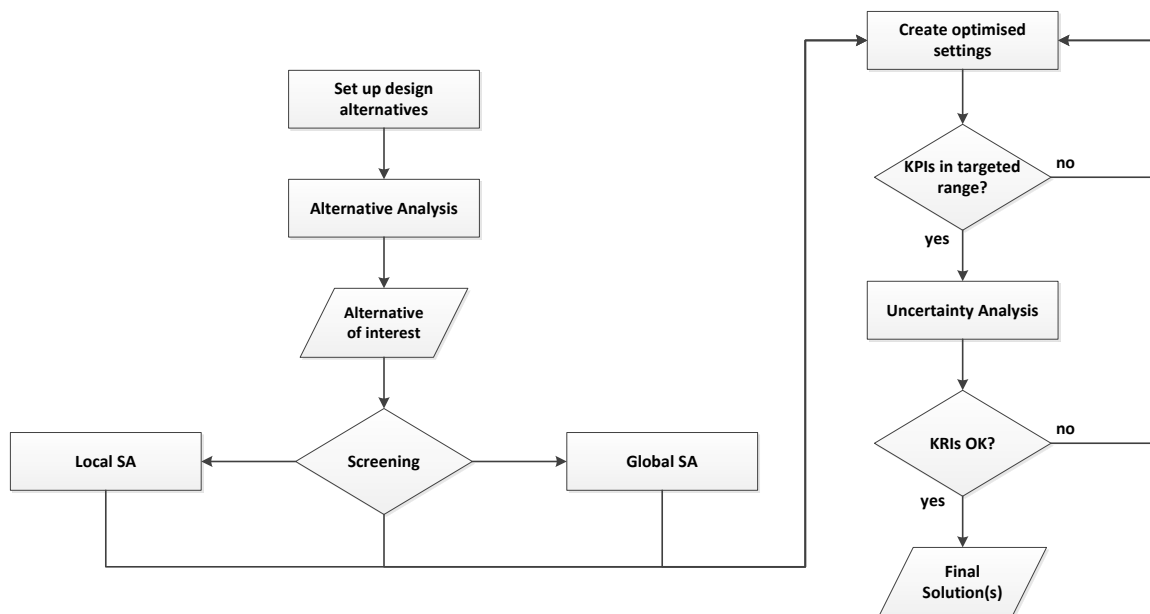 Set up design
alternatives
Alternative Analysis
Alternative
of interest
Local SA
Screening
Global SA
Create optimised
settings
KPIs in targeted
range?
no
yes
Uncertainty Analysis
KRIs OK?
no
yes
Final
Solution(s)